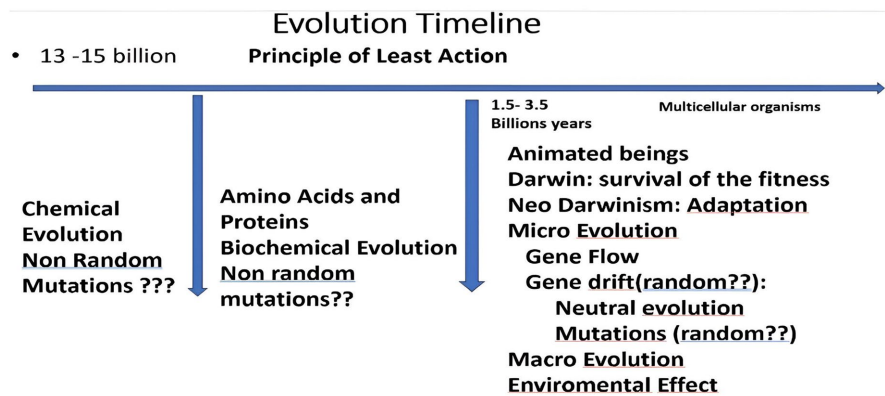 Evolution Timeline
• 13 -15 billion
Principle of Least Action
1.5- 3.5
Billions years
Multicellular organisms
Chemical
Evolution
Non Random
Mutations ???
Amino Acids and
Proteins
Biochemical Evolution
Non random
mutations??
Animated beings
Darwin: survival of the fitness
Neo Darwinism: Adaptation
Micro Evolution
Gene Flow
Gene drift(random??):
Neutral evolution
Mutations (random??)
Macro Evolution
Enviromental Effect